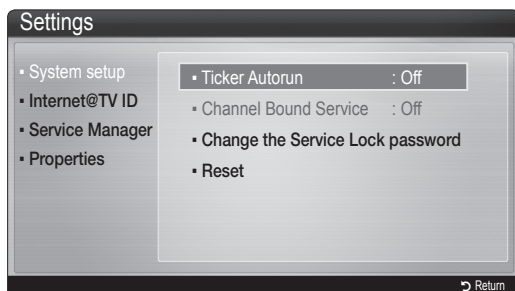 Settings
System setup
Internet@TV ID
Service Manager
Properties
Ticker Autorun : Off
Channel Bound Service : Off
Change the Service Lock password
Reset
Return